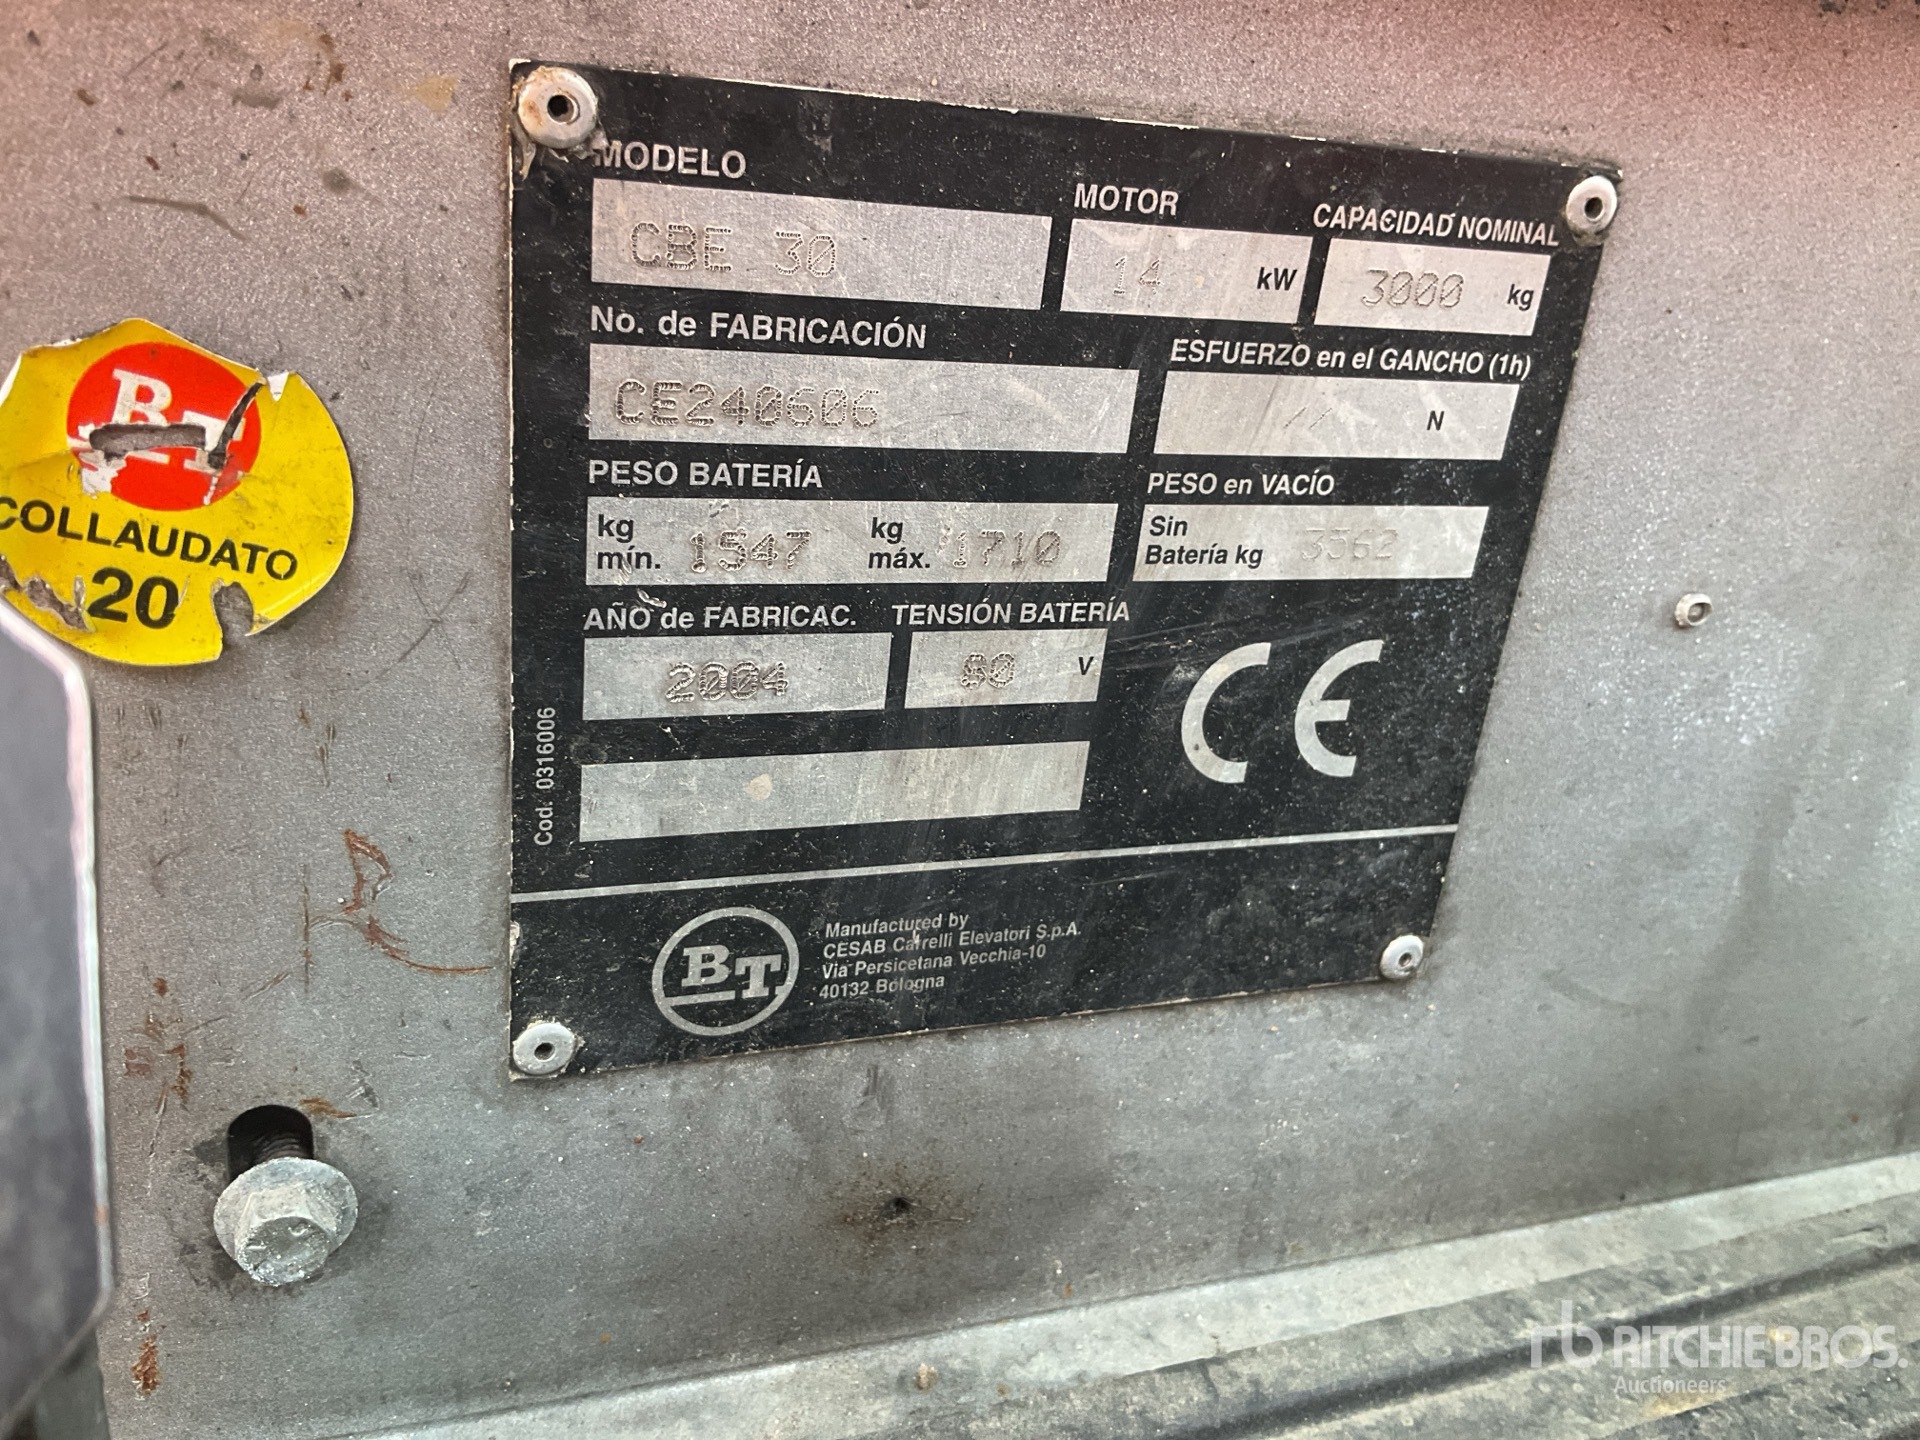 MODELO
CBE 30
MOTOR
14 kW
CAPACIDAD NOMINAL
3000 kg
No. de FABRICACIÓN
CE240606
ESFUERZO en el GANCHO (1h)
// N
PESO BATERÍA
kg mín. 1547 kg máx. 1710
PESO en VACÍO
Sin
Batería kg 3562
AÑO de FABRICAC.
2004
TENSIÓN BATERÍA
80 V
CE
Cod. 0316006
BT
Manufactured by
CESAB Carrelli Elevatori S.p.A.
Via Persicetana Vecchia-10
40132 Bologna
BT
COLLAUDATO
20
rb RITCHIE BROS.
Auctioneers